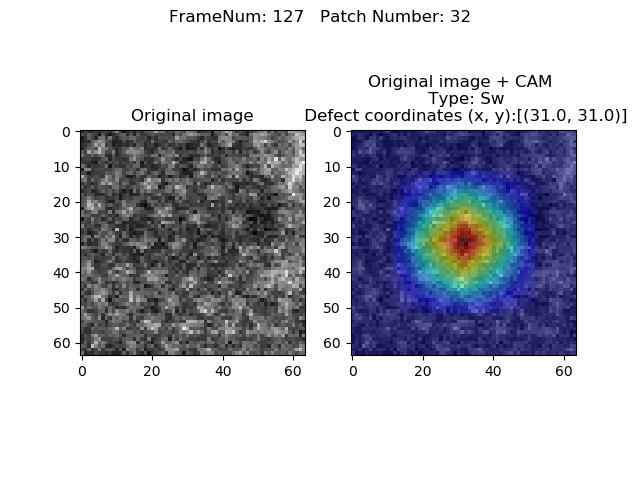 FrameNum: 127   Patch Number: 32
Original image
Original image + CAM
Type: Sw
Defect coordinates (x, y):[(31.0, 31.0)]
0
10
20
30
40
50
60
0 20 40 60
0
10
20
30
40
50
60
0 20 40 60